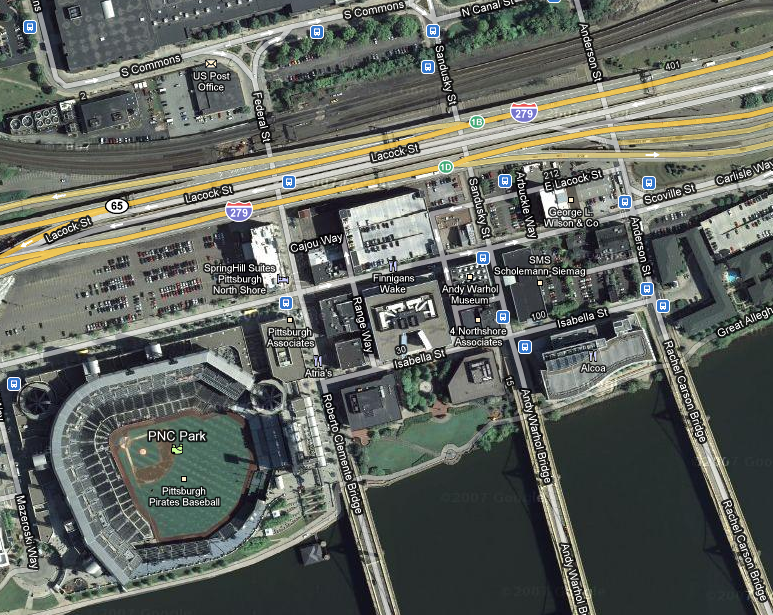 S Commons
N Canal St
Anderson St
S Commons
US Post
Office
Sandusky St
401
2
Federal St
1B
279
Lacock St
1D
212
E Lacock St
Carlisle Way
Lacock St
65
279
Lacock St
Sandusky St
Arbuckle Way
Scoville St
George L.
Wilson & Co
Anderson St
Cajou Way
SpringHill Suites
Pittsburgh
North Shore
Finnigans
Wake
SMS
Scholemann-Siemag
Andy Warhol
Museum
Range Way
100
Isabella St
Great Allegh
Pittsburgh
Associates
4 Northshore
Associates
30
Isabella St
Atria's
Alcoa
15
Roberto Clemente Bridge
Andy Warhol Bridge
Rachel Carson Bridge
PNC Park
Pittsburgh
Pirates Baseball
Mazeroski Way
©2007 Google
Rachel Carson Bridge
Andy Warhol B